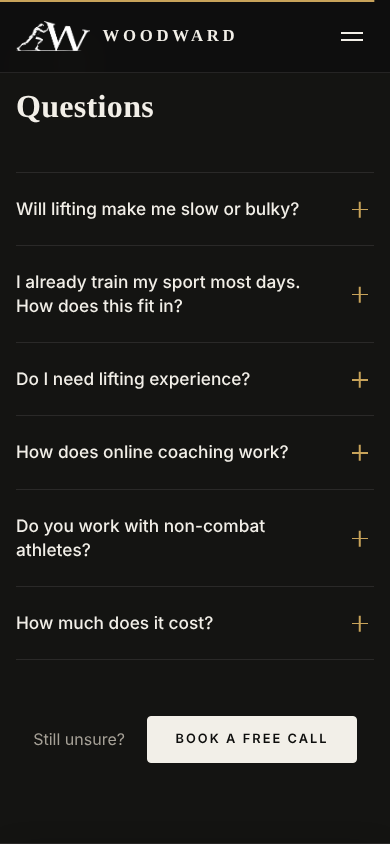 W WOODWARD
Questions
Will lifting make me slow or bulky?
I already train my sport most days.
How does this fit in?
Do I need lifting experience?
How does online coaching work?
Do you work with non-combat
athletes?
How much does it cost?
Still unsure? BOOK A FREE CALL